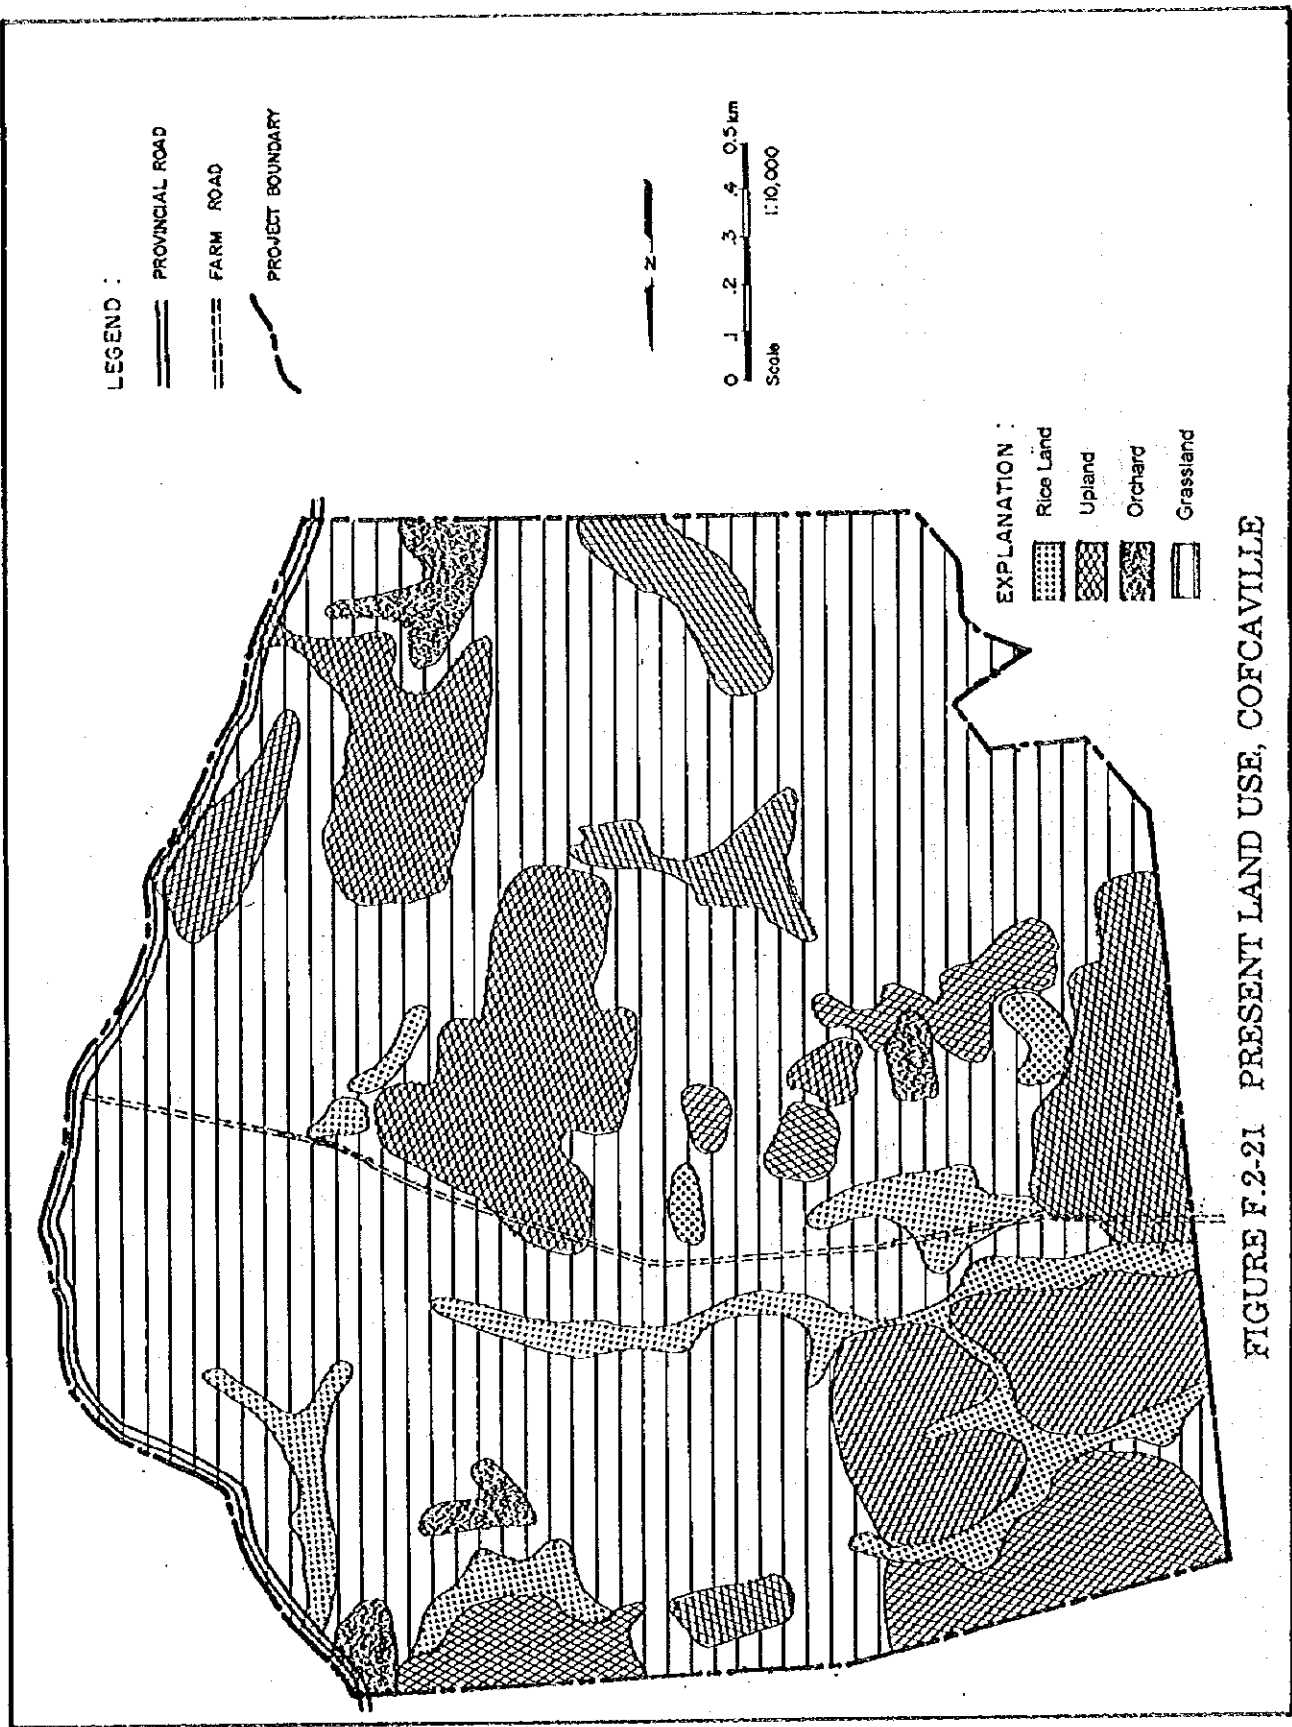 LEGEND :
PROVINCIAL ROAD
FARM ROAD
PROJECT BOUNDARY
N
0 .1 .2 .3 .4 0.5 km
Scale 1:10,000
EXPLANATION :
Rice Land
Upland
Orchard
Grassland
FIGURE F.2-21 PRESENT LAND USE, COFCAVILLE